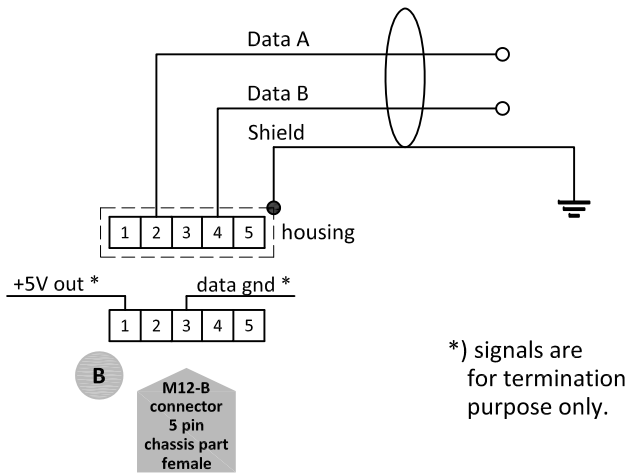 Data A
Data B
Shield
1 2 3 4 5
housing
+5V out *
data gnd *
1 2 3 4 5
B
M12-B
connector
5 pin
chassis part
female
*) signals are
for termination
purpose only.